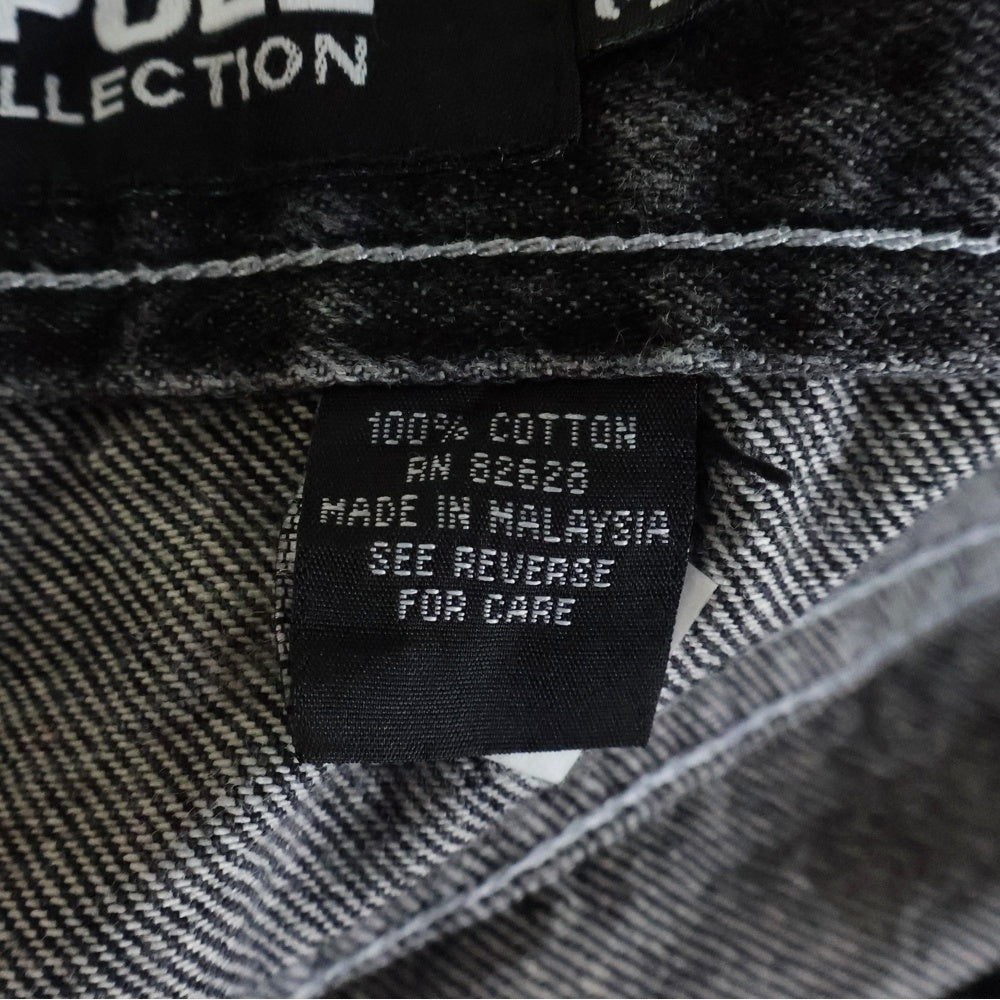 LLECTION
100% COTTON
RN 82628
MADE IN MALAYSIA
SEE REVERSE
FOR CARE